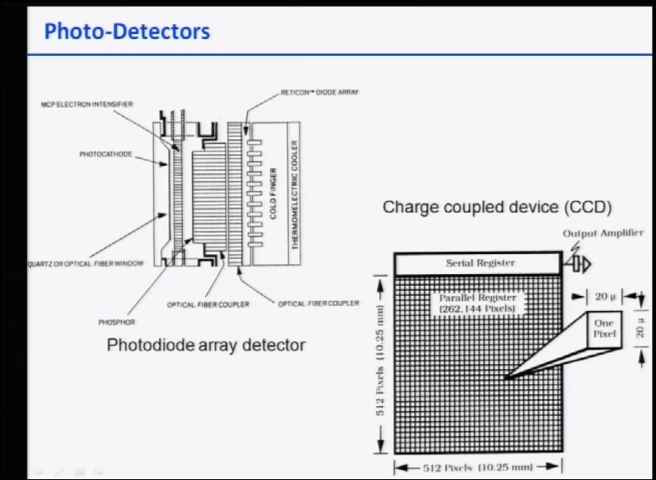 Photo-Detectors
RETICON™ DIODE ARRAY
MCP ELECTRON INTENSIFIER
PHOTOCATHODE
COLD FINGER
THERMOELECTRIC COOLER
QUARTZ OR OPTICAL-FIBER WINDOW
OPTICAL-FIBER COUPLER
OPTICAL-FIBER COUPLER
PHOSPHOR
Photodiode array detector
Charge coupled device (CCD)
Output Amplifier
Serial Register
Parallel Register
(262,144 Pixels)
20 μ
One
Pixel
20 μ
512 Pixels (10.25 mm)
512 Pixels (10.25 mm)